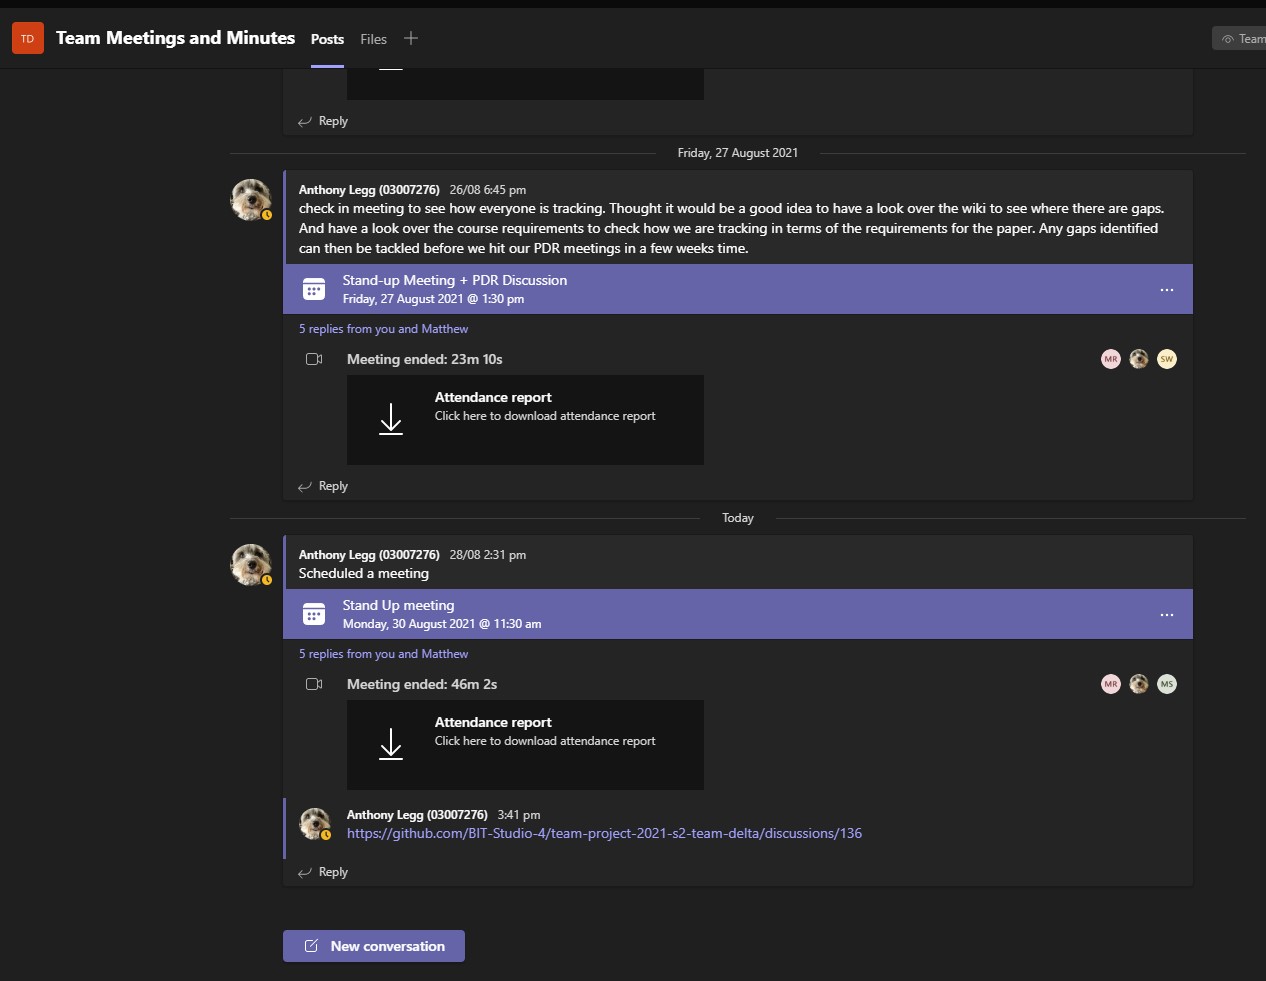 TD Team Meetings and Minutes Posts Files + Team
Reply
Friday, 27 August 2021
Anthony Legg (03007276) 26/08 6:45 pm
check in meeting to see how everyone is tracking. Thought it would be a good idea to have a look over the wiki to see where there are gaps.
And have a look over the course requirements to check how we are tracking in terms of the requirements for the paper. Any gaps identified
can then be tackled before we hit our PDR meetings in a few weeks time.
Stand-up Meeting + PDR Discussion
Friday, 27 August 2021 @ 1:30 pm
5 replies from you and Matthew
Meeting ended: 23m 10s MR SW
Attendance report
Click here to download attendance report
Reply
Today
Anthony Legg (03007276) 28/08 2:31 pm
Scheduled a meeting
Stand Up meeting
Monday, 30 August 2021 @ 11:30 am
5 replies from you and Matthew
Meeting ended: 46m 2s MR MS
Attendance report
Click here to download attendance report
Anthony Legg (03007276) 3:41 pm
https://github.com/BIT-Studio-4/team-project-2021-s2-team-delta/discussions/136
Reply
New conversation